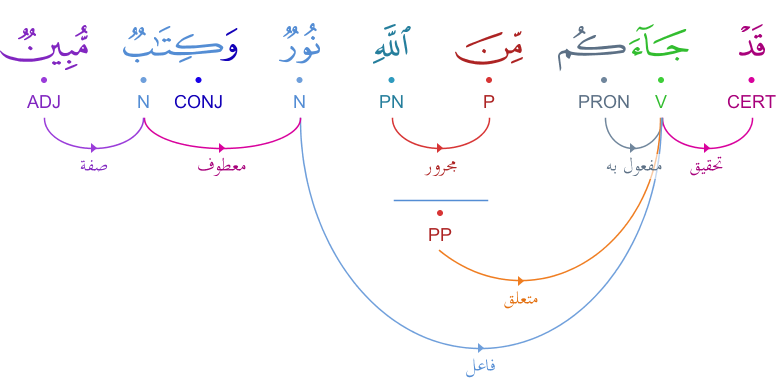 قَدْ جَآءَكُم مِّنَ ٱللَّهِ نُورٌ وَكِتَٰبٌ مُّبِينٌ
CERT V PRON P PN N CONJ N ADJ
تحقيق مفعول به مجرور معطوف صفة
PP
متعلق
فاعل